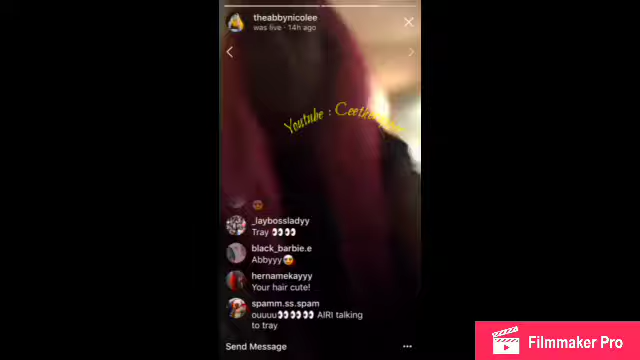 theabbynicolee
was live · 14h ago
Youtube :
_laybossladyy
Tray 👀👀
black_barbie.e
Abbyyy😍
hernamekayyy
Your hair cute!
spamm.ss.spam
ouuuu👀👀👀 AIRI talking
to tray
Send Message
Filmmaker Pro